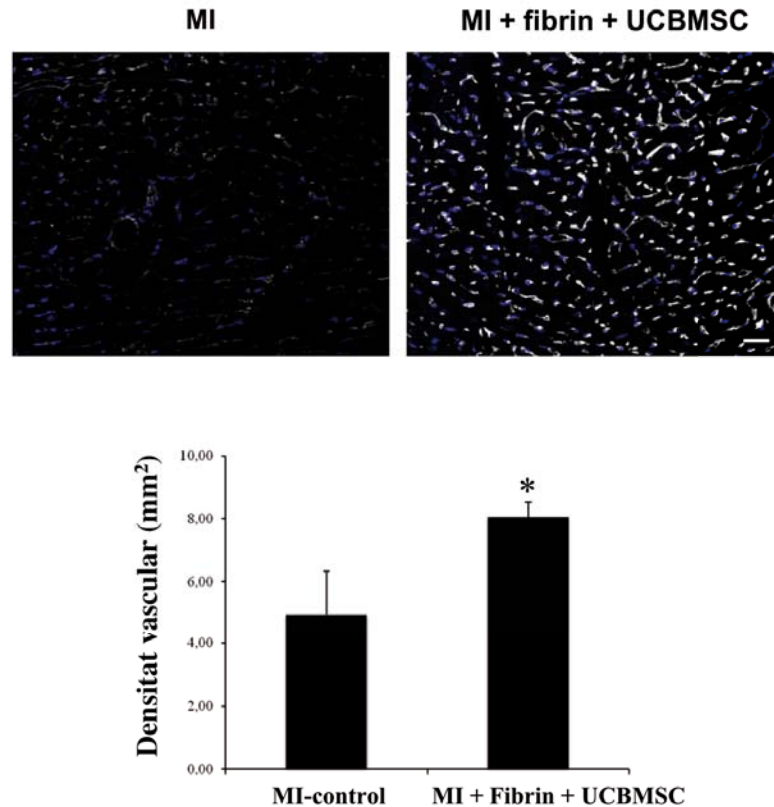 MI
MI + fibrin + UCBMSC
Densitat vascular (mm²)
10,00
8,00
6,00
4,00
2,00
0,00
*
MI-control
MI + Fibrin + UCBMSC